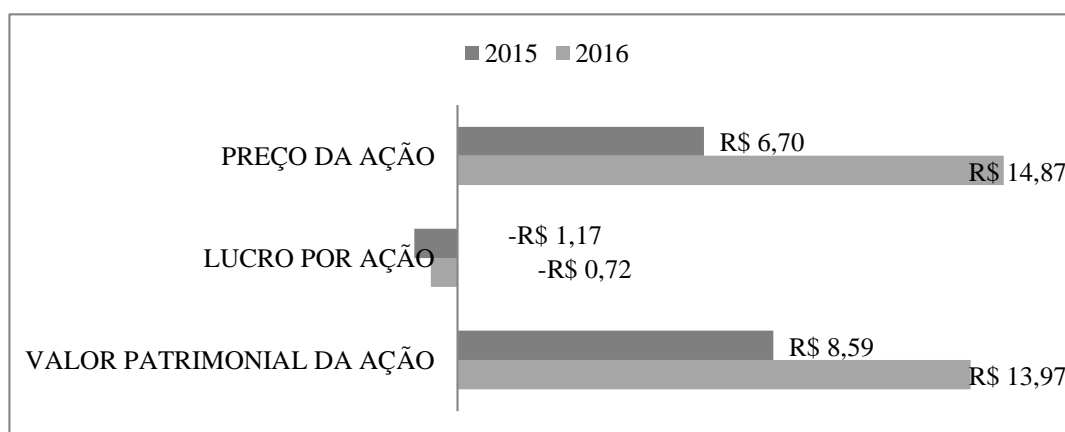 2015 2016
PREÇO DA AÇÃO
R$ 6,70
R$ 14,87
LUCRO POR AÇÃO
-R$ 1,17
-R$ 0,72
VALOR PATRIMONIAL DA AÇÃO
R$ 8,59
R$ 13,97